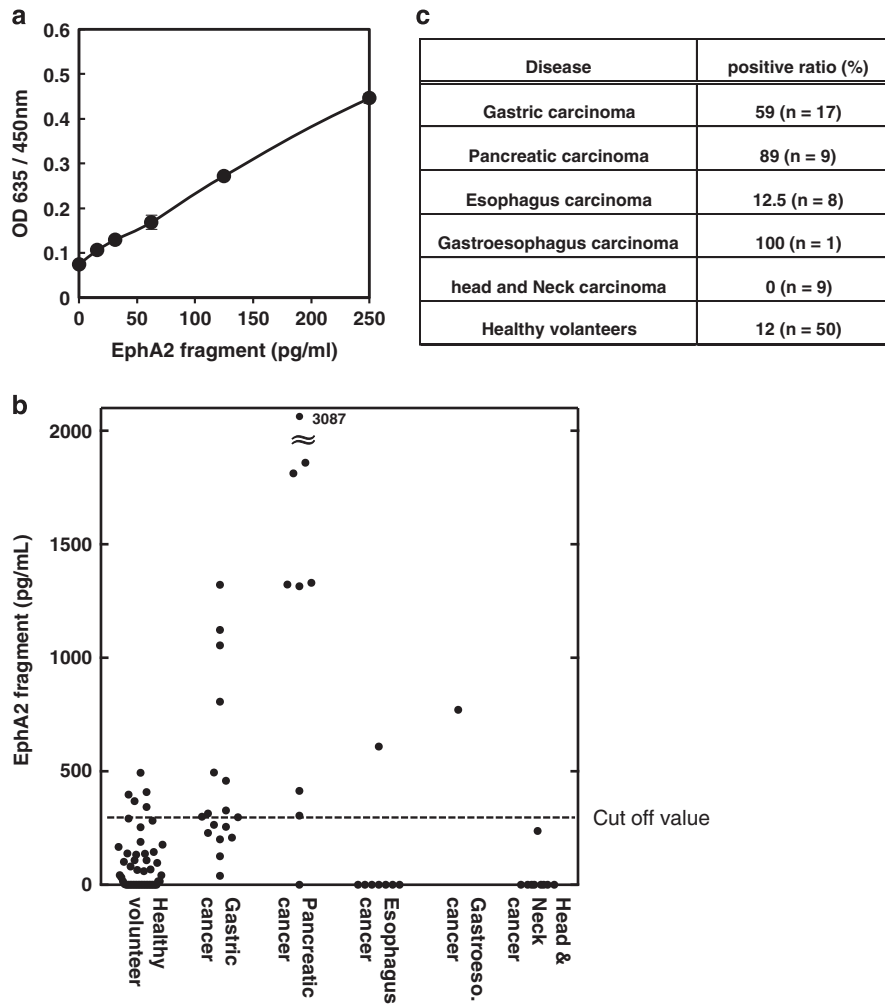 a
0.6
0.5
0.4
0.3
0.2
0.1
0
OD 635 / 450nm
0 50 100 150 200 250
EphA2 fragment (pg/ml)
c
Disease positive ratio (%)
Gastric carcinoma 59 (n = 17)
Pancreatic carcinoma 89 (n = 9)
Esophagus carcinoma 12.5 (n = 8)
Gastroesophagus carcinoma 100 (n = 1)
head and Neck carcinoma 0 (n = 9)
Healthy volanteers 12 (n = 50)
b
3087
2000
1500
1000
500
0
EphA2 fragment (pg/mL)
Cut off value
Healthy
volunteer
Gastric
cancer
Pancreatic
cancer
Esophagus
cancer
Gastroeso.
cancer
Head &
Neck
cancer